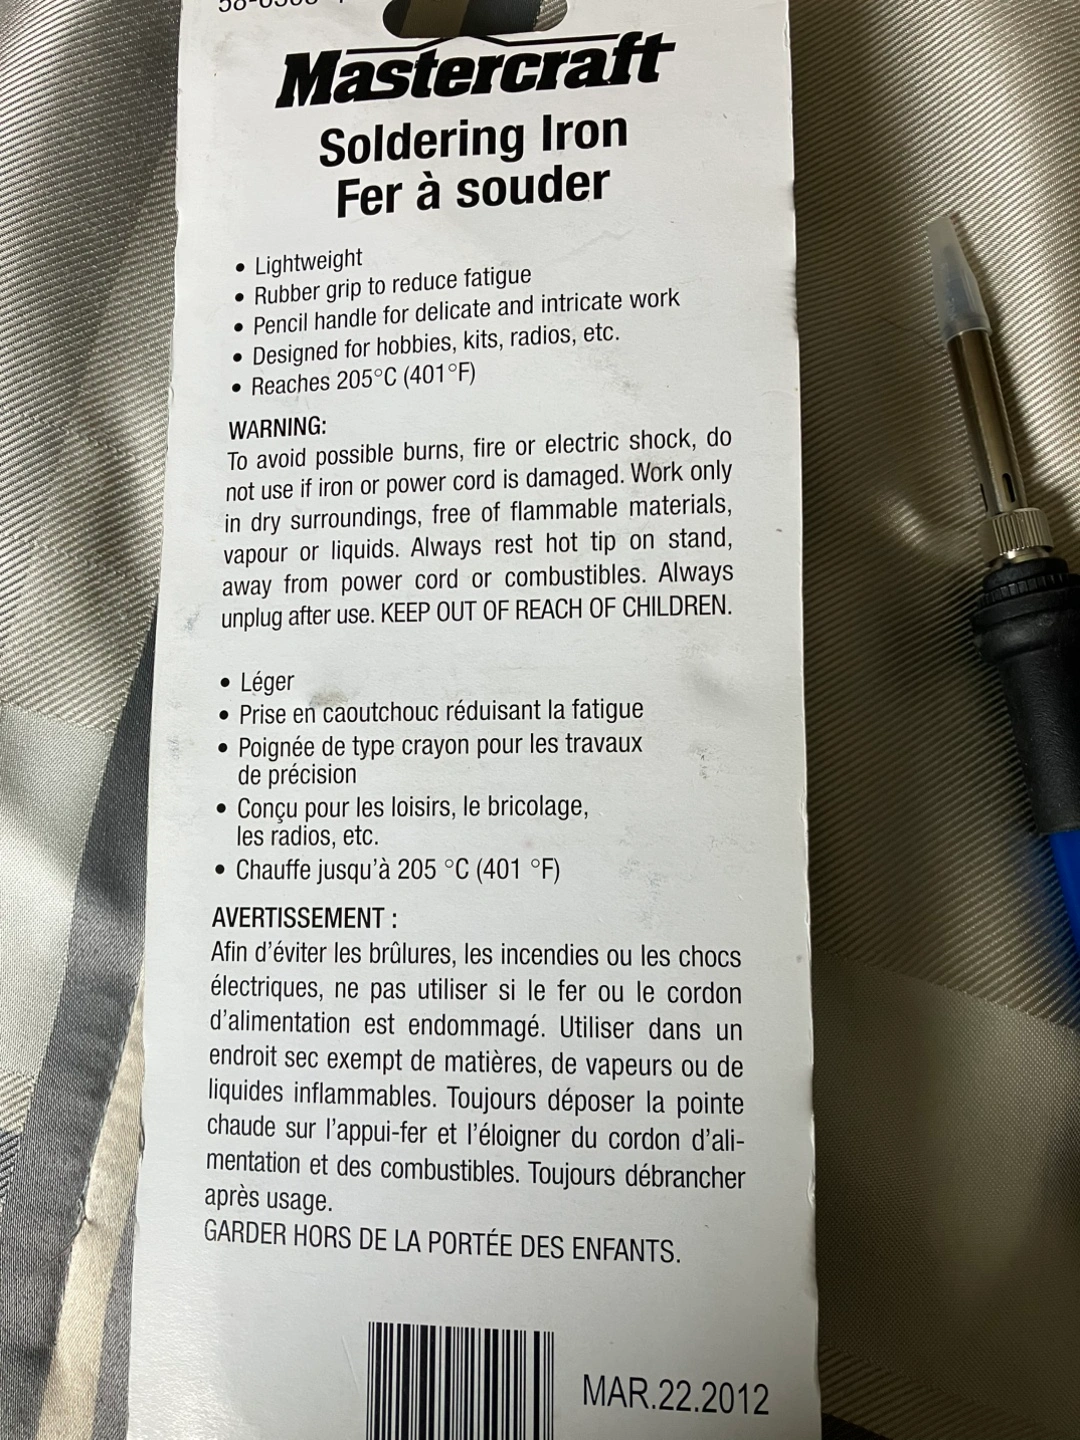 Mastercraft
Soldering Iron
Fer à souder
• Lightweight
• Rubber grip to reduce fatigue
• Pencil handle for delicate and intricate work
• Designed for hobbies, kits, radios, etc.
• Reaches 205°C (401°F)
WARNING:
To avoid possible burns, fire or electric shock, do
not use if iron or power cord is damaged. Work only
in dry surroundings, free of flammable materials,
vapour or liquids. Always rest hot tip on stand,
away from power cord or combustibles. Always
unplug after use. KEEP OUT OF REACH OF CHILDREN.
• Léger
• Prise en caoutchouc réduisant la fatigue
• Poignée de type crayon pour les travaux
de précision
• Conçu pour les loisirs, le bricolage,
les radios, etc.
• Chauffe jusqu'à 205 °C (401 °F)
AVERTISSEMENT :
Afin d'éviter les brûlures, les incendies ou les chocs
électriques, ne pas utiliser si le fer ou le cordon
d'alimentation est endommagé. Utiliser dans un
endroit sec exempt de matières, de vapeurs ou de
liquides inflammables. Toujours déposer la pointe
chaude sur l'appui-fer et l'éloigner du cordon d'ali-
mentation et des combustibles. Toujours débrancher
après usage.
GARDER HORS DE LA PORTÉE DES ENFANTS.
MAR.22.2012